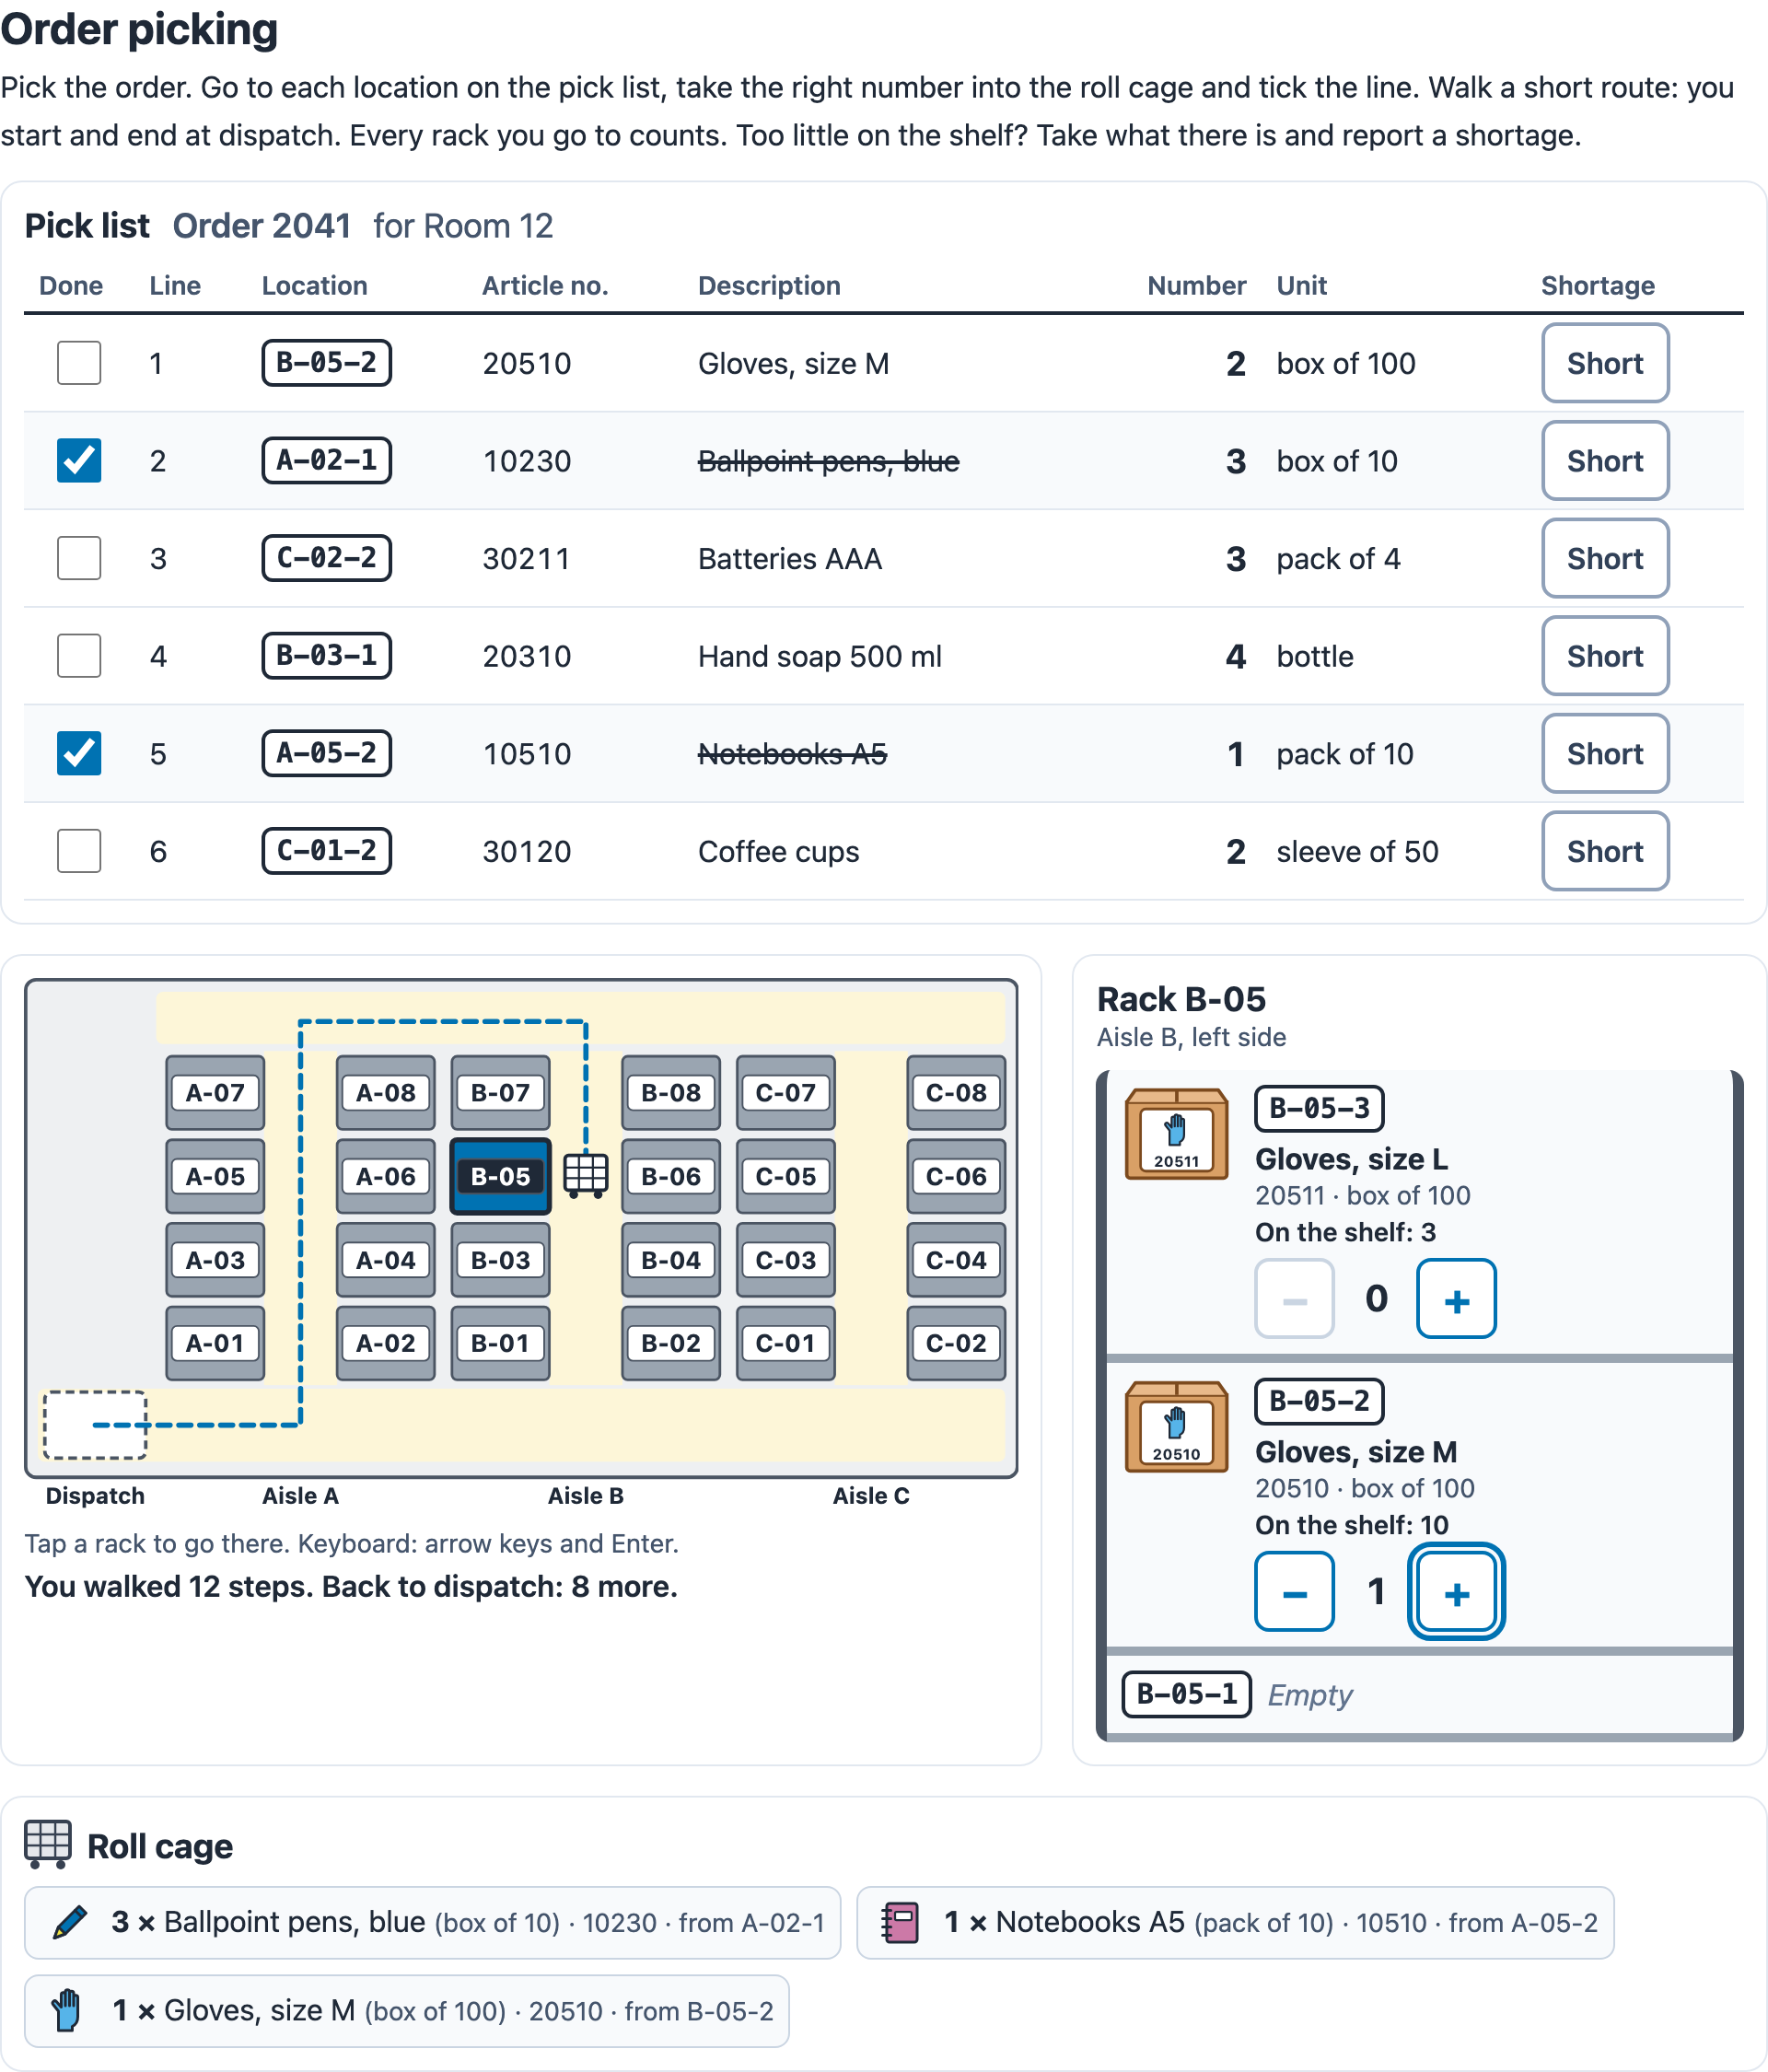 Order picking
Pick the order. Go to each location on the pick list, take the right number into the roll cage and tick the line. Walk a short route: you
start and end at dispatch. Every rack you go to counts. Too little on the shelf? Take what there is and report a shortage.
Pick list Order 2041 for Room 12
Done Line Location Article no. Description Number Unit Shortage
1 B-05-2 20510 Gloves, size M 2 box of 100 Short
2 A-02-1 10230 Ballpoint pens, blue 3 box of 10 Short
3 C-02-2 30211 Batteries AAA 3 pack of 4 Short
4 B-03-1 20310 Hand soap 500 ml 4 bottle Short
5 A-05-2 10510 Notebooks A5 1 pack of 10 Short
6 C-01-2 30120 Coffee cups 2 sleeve of 50 Short
A-07 A-08 B-07 B-08 C-07 C-08
A-05 A-06 B-05 B-06 C-05 C-06
A-03 A-04 B-03 B-04 C-03 C-04
A-01 A-02 B-01 B-02 C-01 C-02
Dispatch Aisle A Aisle B Aisle C
Tap a rack to go there. Keyboard: arrow keys and Enter.
You walked 12 steps. Back to dispatch: 8 more.
Rack B-05
Aisle B, left side
20511
B-05-3
Gloves, size L
20511 · box of 100
On the shelf: 3
− 0 +
20510
B-05-2
Gloves, size M
20510 · box of 100
On the shelf: 10
− 1 +
B-05-1 Empty
Roll cage
3 × Ballpoint pens, blue (box of 10) · 10230 · from A-02-1
1 × Notebooks A5 (pack of 10) · 10510 · from A-05-2
1 × Gloves, size M (box of 100) · 20510 · from B-05-2